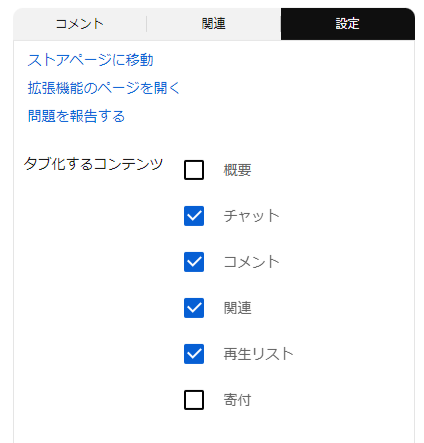 コメント 関連 設定
ストアページに移動
拡張機能のページを開く
問題を報告する
タブ化するコンテンツ 概要
チャット
コメント
関連
再生リスト
寄付